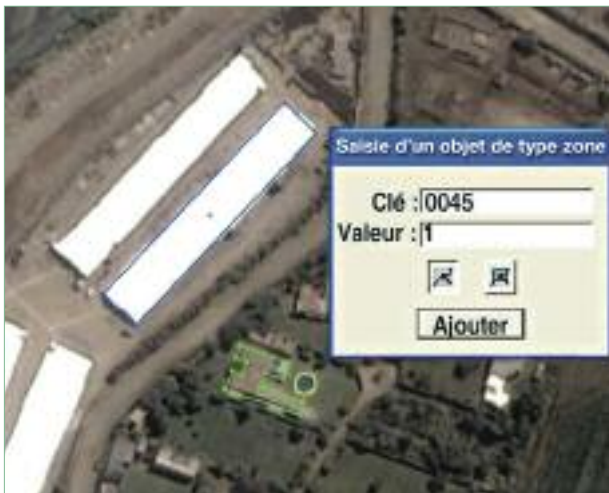 Saisie d'un objet de type zone
Clé : 0045
Valeur : 1
Ajouter